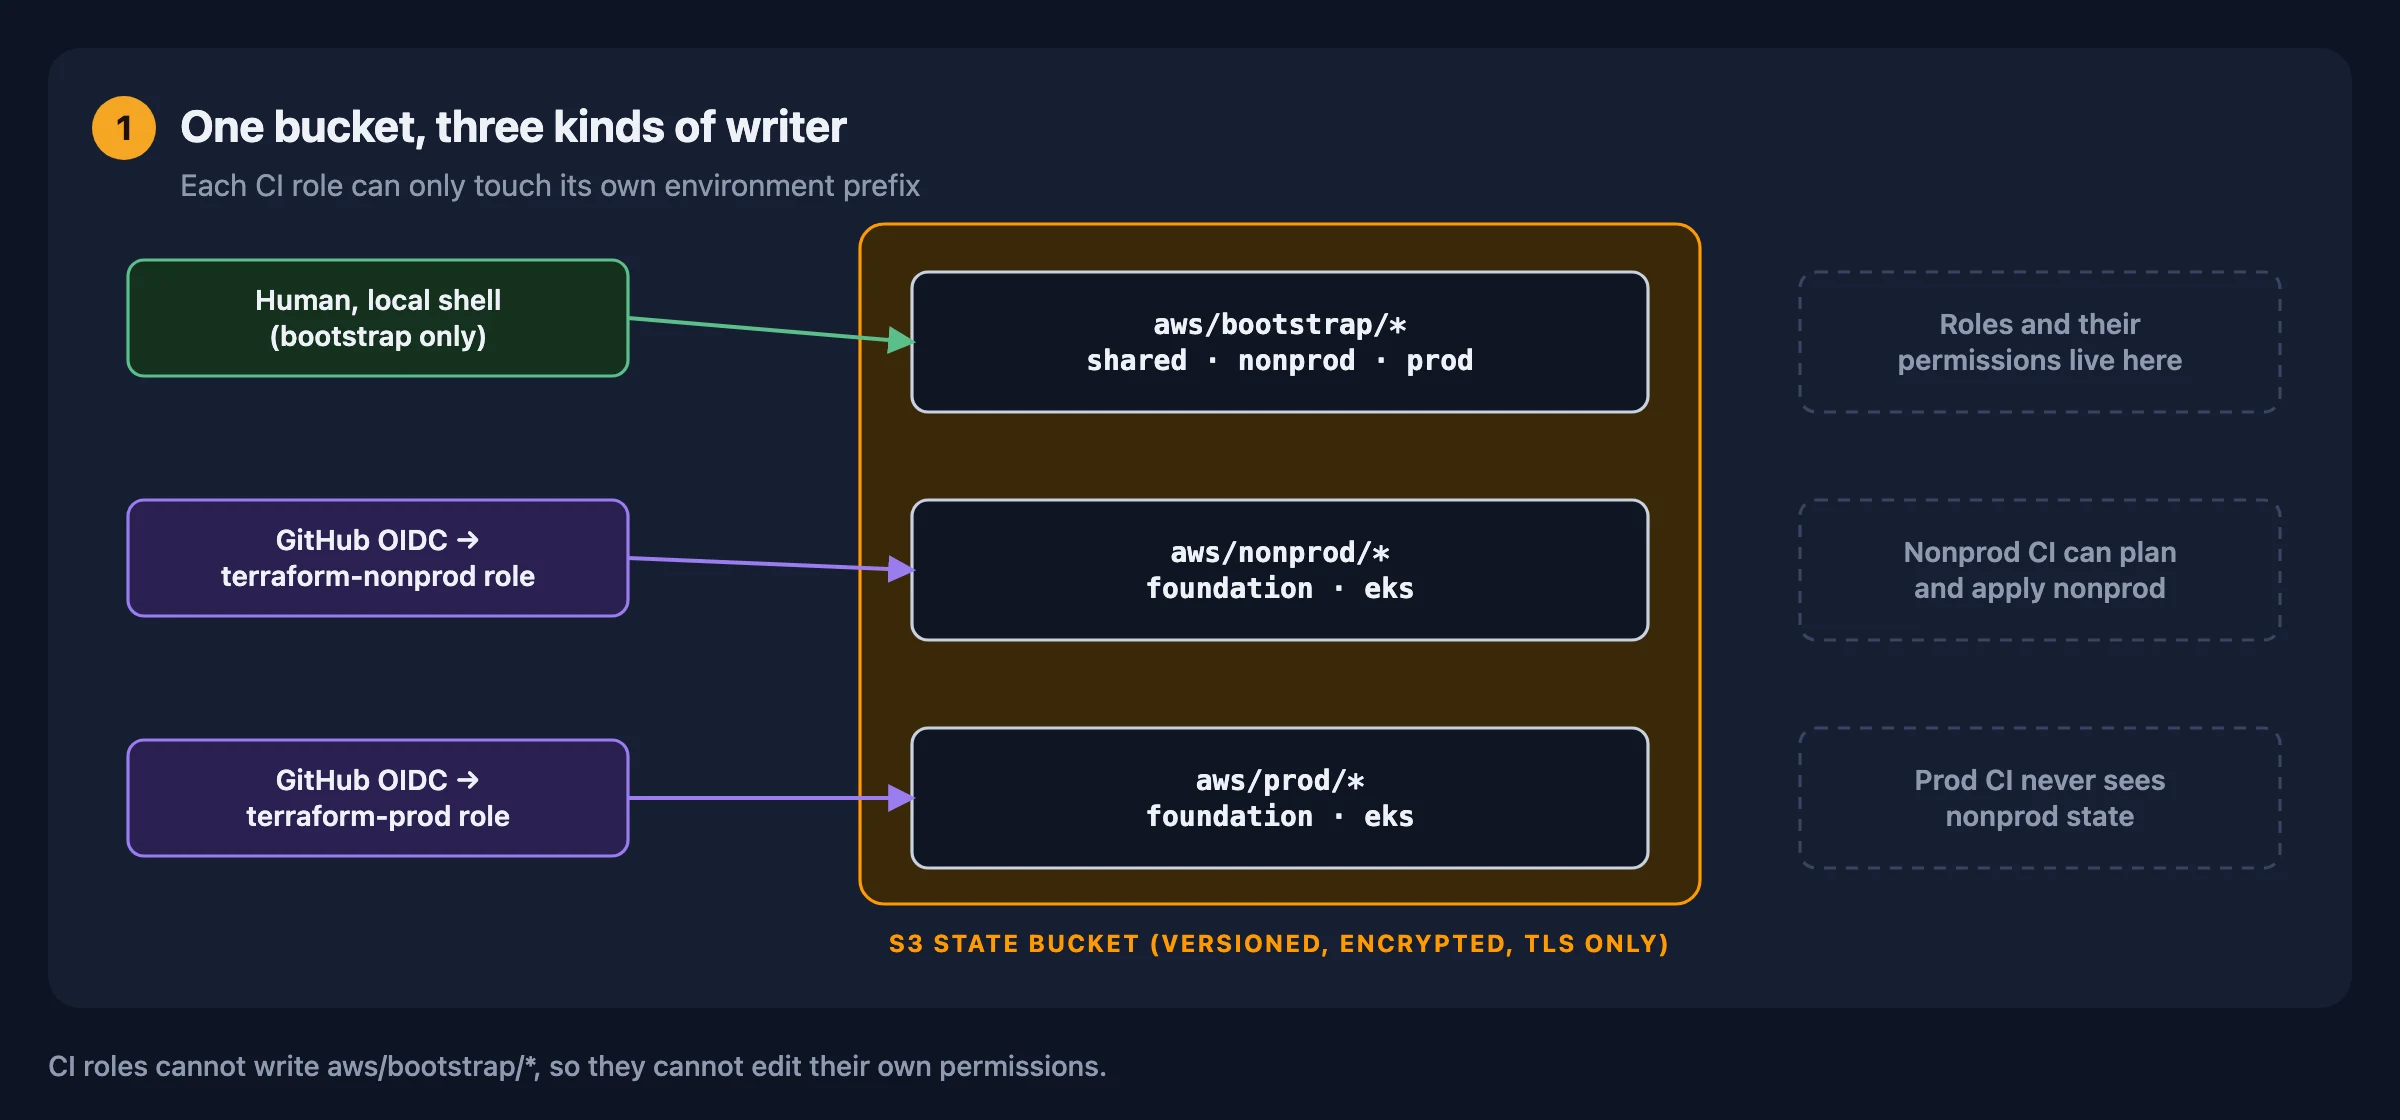 1
One bucket, three kinds of writer
Each CI role can only touch its own environment prefix
Human, local shell
(bootstrap only)
aws/bootstrap/*
shared · nonprod · prod
Roles and their
permissions live here
GitHub OIDC →
terraform-nonprod role
aws/nonprod/*
foundation · eks
Nonprod CI can plan
and apply nonprod
GitHub OIDC →
terraform-prod role
aws/prod/*
foundation · eks
Prod CI never sees
nonprod state
S3 STATE BUCKET (VERSIONED, ENCRYPTED, TLS ONLY)
CI roles cannot write aws/bootstrap/*, so they cannot edit their own permissions.